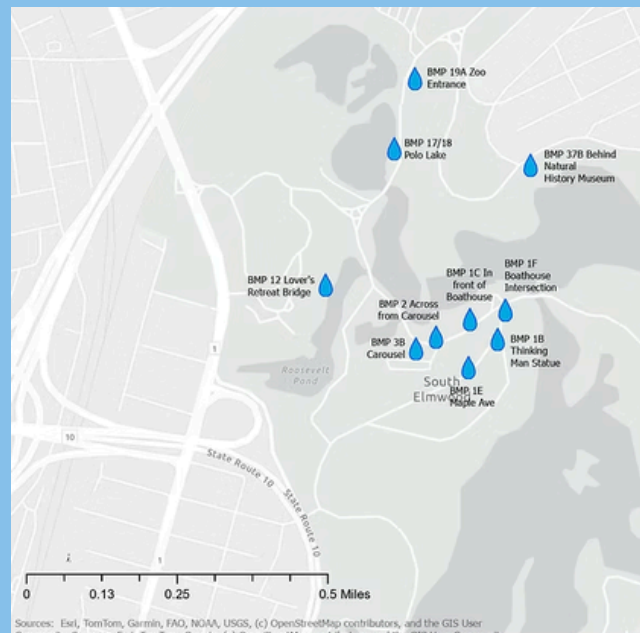 BMP 19A Zoo
Entrance
BMP 17/18
Polo Lake
BMP 37B Behind
Natural
History Museum
BMP 12 Lover's
Retreat Bridge
BMP 1F
Boathouse
Intersection
BMP 1C In
front of
Boathouse
BMP 2 Across
from Carousel
BMP 3B
Carousel
BMP 1B
Thinking
Man Statue
BMP 1E
Maple Ave
South
Elmwood
Roosevelt
Pond
1
10
State Route 10
State Route 10
1
0 0.13 0.25 0.5 Miles
Sources: Esri, TomTom, Garmin, FAO, NOAA, USGS, (c) OpenStreetMap contributors, and the GIS User